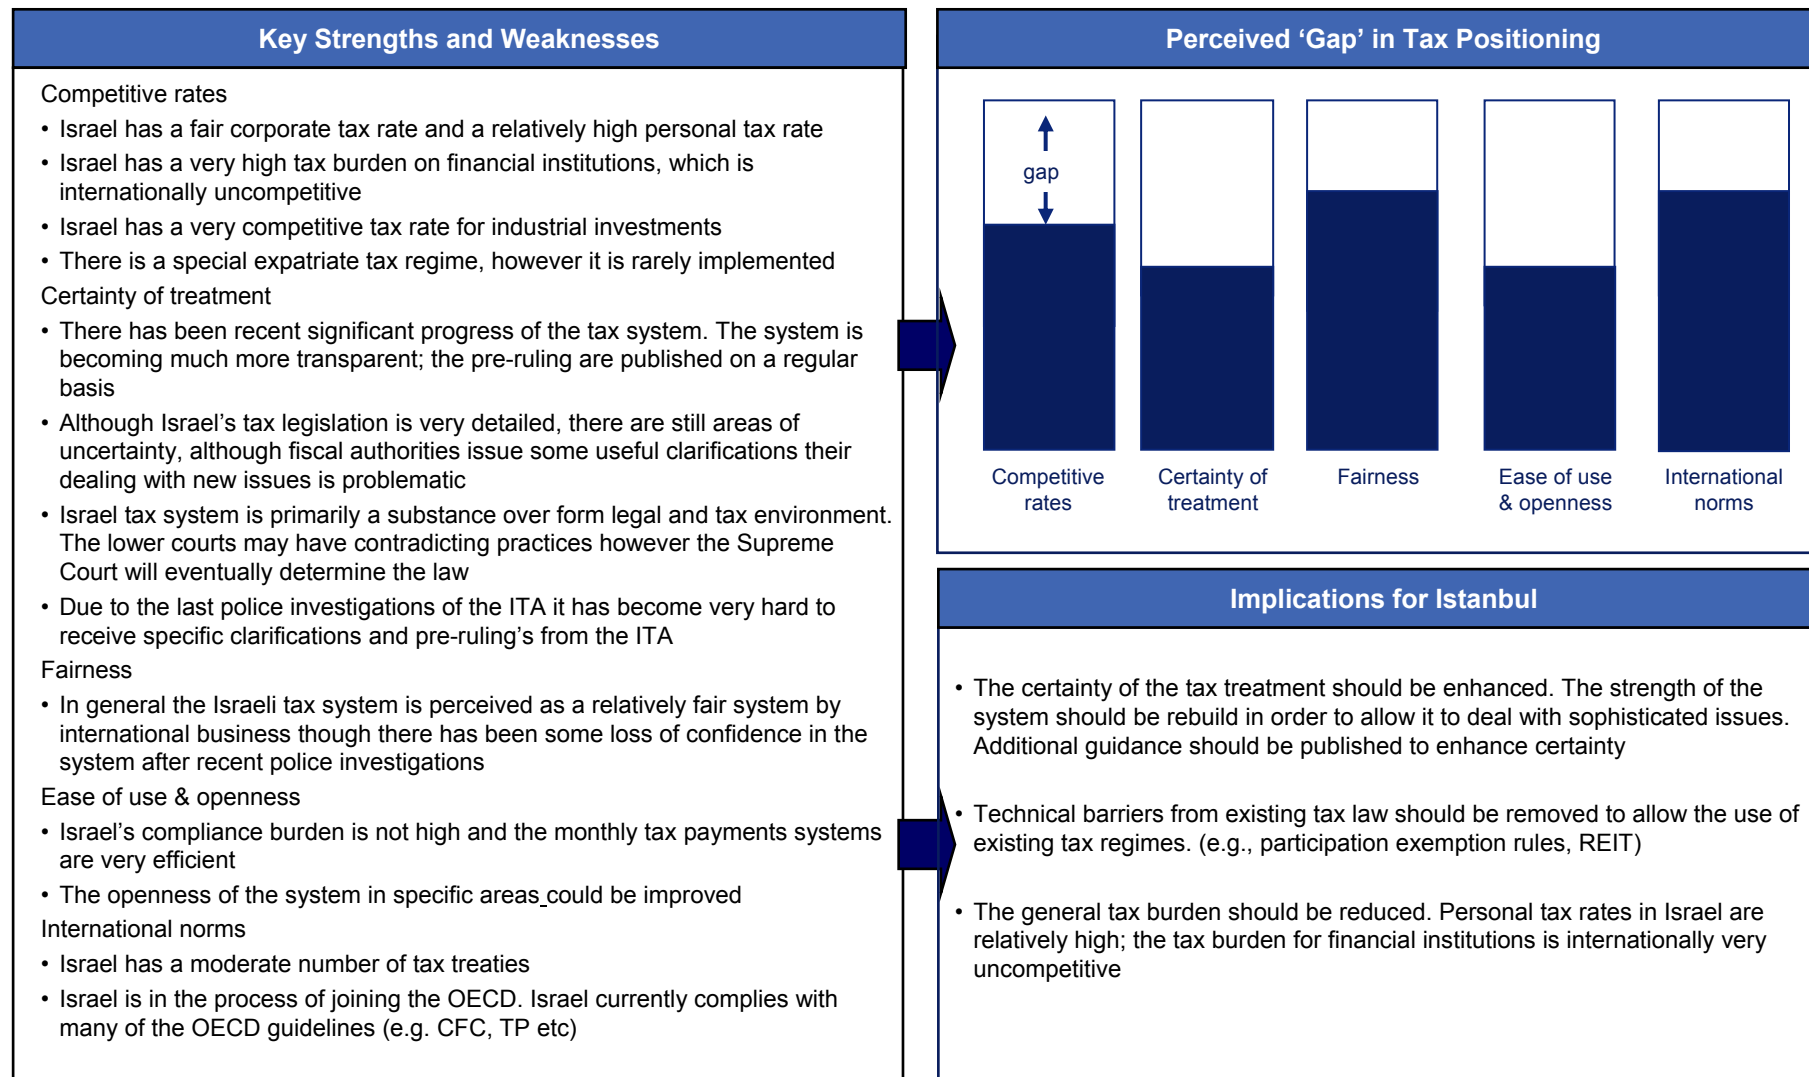 Key Strengths and Weaknesses
Competitive rates
• Israel has a fair corporate tax rate and a relatively high personal tax rate
• Israel has a very high tax burden on financial institutions, which is
internationally uncompetitive
• Israel has a very competitive tax rate for industrial investments
• There is a special expatriate tax regime, however it is rarely implemented
Certainty of treatment
• There has been recent significant progress of the tax system. The system is
becoming much more transparent; the pre-ruling are published on a regular
basis
• Although Israel’s tax legislation is very detailed, there are still areas of
uncertainty, although fiscal authorities issue some useful clarifications their
dealing with new issues is problematic
• Israel tax system is primarily a substance over form legal and tax environment.
The lower courts may have contradicting practices however the Supreme
Court will eventually determine the law
• Due to the last police investigations of the ITA it has become very hard to
receive specific clarifications and pre-ruling’s from the ITA
Fairness
• In general the Israeli tax system is perceived as a relatively fair system by
international business though there has been some loss of confidence in the
system after recent police investigations
Ease of use & openness
• Israel’s compliance burden is not high and the monthly tax payments systems
are very efficient
• The openness of the system in specific areas could be improved
International norms
• Israel has a moderate number of tax treaties
• Israel is in the process of joining the OECD. Israel currently complies with
many of the OECD guidelines (e.g. CFC, TP etc)
Perceived ‘Gap’ in Tax Positioning
gap
Competitive
rates
Certainty of
treatment
Fairness
Ease of use
& openness
International
norms
Implications for Istanbul
• The certainty of the tax treatment should be enhanced. The strength of the
system should be rebuild in order to allow it to deal with sophisticated issues.
Additional guidance should be published to enhance certainty
• Technical barriers from existing tax law should be removed to allow the use of
existing tax regimes. (e.g., participation exemption rules, REIT)
• The general tax burden should be reduced. Personal tax rates in Israel are
relatively high; the tax burden for financial institutions is internationally very
uncompetitive